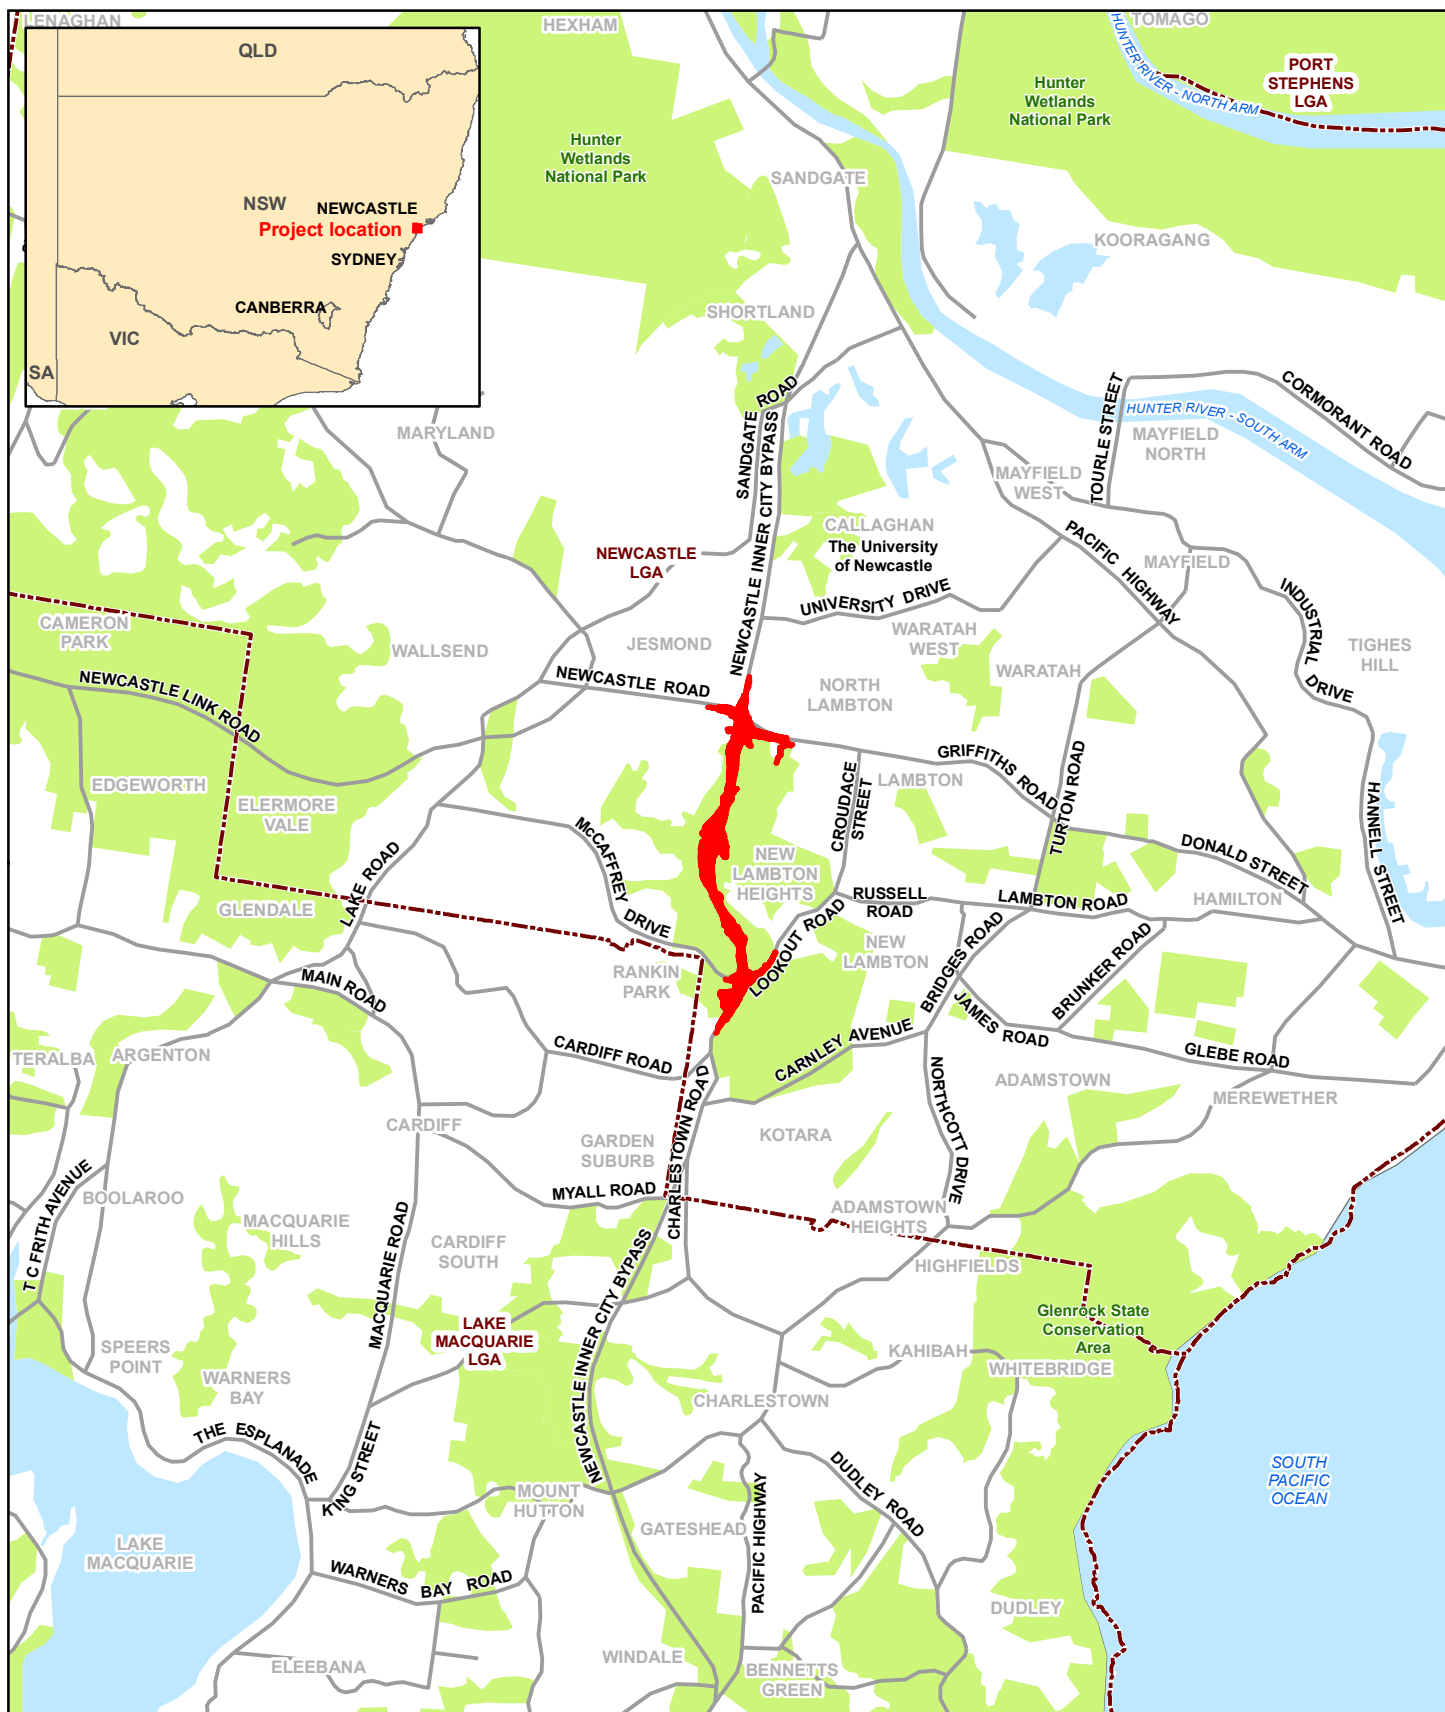 LENAGHAN
HEXHAM
TOMAGO
QLD
NSW
NEWCASTLE
Project location
SYDNEY
CANBERRA
VIC
SA
HUNTER RIVER - NORTH ARM
PORT
STEPHENS
LGA
Hunter
Wetlands
National Park
Hunter
Wetlands
National Park
SANDGATE
KOORAGANG
SHORTLAND
SANDGATE ROAD
NEWCASTLE INNER CITY BYPASS
MARYLAND
TOURLE STREET
CORMORANT ROAD
HUNTER RIVER - SOUTH ARM
MAYFIELD
NORTH
MAYFIELD
WEST
CALLAGHAN
The University
of Newcastle
NEWCASTLE
LGA
PACIFIC HIGHWAY
MAYFIELD
INDUSTRIAL DRIVE
UNIVERSITY DRIVE
CAMERON
PARK
WALLSEND
JESMOND
WARATAH
WEST
WARATAH
TIGHES
HILL
NEWCASTLE LINK ROAD
NEWCASTLE ROAD
NORTH
LAMBTON
GRIFFITHS ROAD
EDGEWORTH
ELERMORE
VALE
McCAFFREY DRIVE
CROUDACE
STREET
LAMBTON
TURTON ROAD
HANNELL STREET
DONALD STREET
NEW
LAMBTON
HEIGHTS
LAKE ROAD
GLENDALE
RUSSELL
ROAD
LAMBTON ROAD
HAMILTON
LOOKOUT ROAD
NEW
LAMBTON
BRIDGES ROAD
BRUNKER ROAD
MAIN ROAD
RANKIN
PARK
JAMES ROAD
TERALBA
ARGENTON
CARDIFF ROAD
CARNLEY AVENUE
GLEBE ROAD
ADAMSTOWN
MEREWETHER
NORTHCOTT DRIVE
CARDIFF
GARDEN
SUBURB
CHARLESTOWN ROAD
KOTARA
T C FRITH AVENUE
BOOLAROO
MYALL ROAD
MACQUARIE
HILLS
MACQUARIE ROAD
CARDIFF
SOUTH
ADAMSTOWN
HEIGHTS
HIGHFIELDS
NEWCASTLE INNER CITY BYPASS
LAKE
MACQUARIE
LGA
Glenrock State
Conservation
Area
SPEERS
POINT
KAHIBAH
WHITEBRIDGE
WARNERS
BAY
CHARLESTOWN
THE ESPLANADE
KING STREET
DUDLEY ROAD
SOUTH
PACIFIC
OCEAN
MOUNT
HUTTON
GATESHEAD
PACIFIC HIGHWAY
LAKE
MACQUARIE
WARNERS BAY ROAD
DUDLEY
ELEEBANA
WINDALE
BENNETTS
GREEN